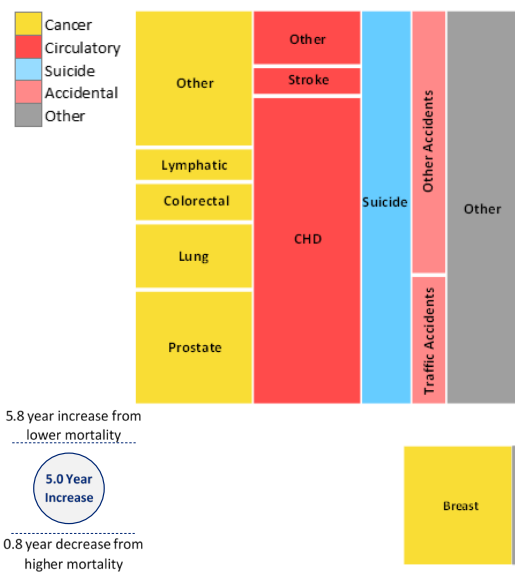 Cancer
Circulatory
Suicide
Accidental
Other
Other
Lymphatic
Colorectal
Lung
Prostate
Other
Stroke
CHD
Suicide
Other Accidents
Traffic Accidents
Other
5.8 year increase from
lower mortality
5.0 Year
Increase
0.8 year decrease from
higher mortality
Breast